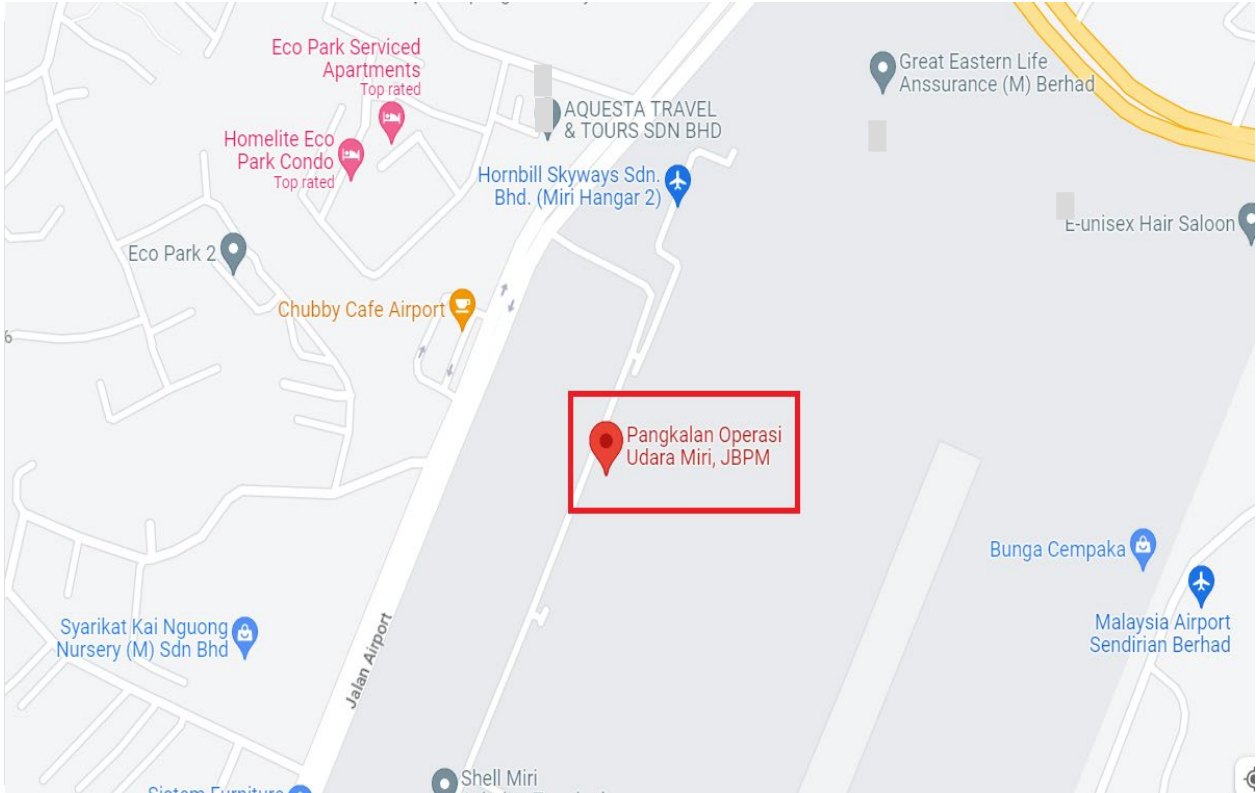 Eco Park Serviced
Apartments
Top rated
Great Eastern Life
Anssurance (M) Berhad
AQUESTA TRAVEL
& TOURS SDN BHD
Homelite Eco
Park Condo
Top rated
Hornbill Skyways Sdn.
Bhd. (Miri Hangar 2)
E-unisex Hair Saloon
Eco Park 2
Chubby Cafe Airport
6
Pangkalan Operasi
Udara Miri, JBPM
Bunga Cempaka
Malaysia Airport
Sendirian Berhad
Syarikat Kai Nguong
Nursery (M) Sdn Bhd
Jalan Airport
Shell Miri
Sistem Furniture